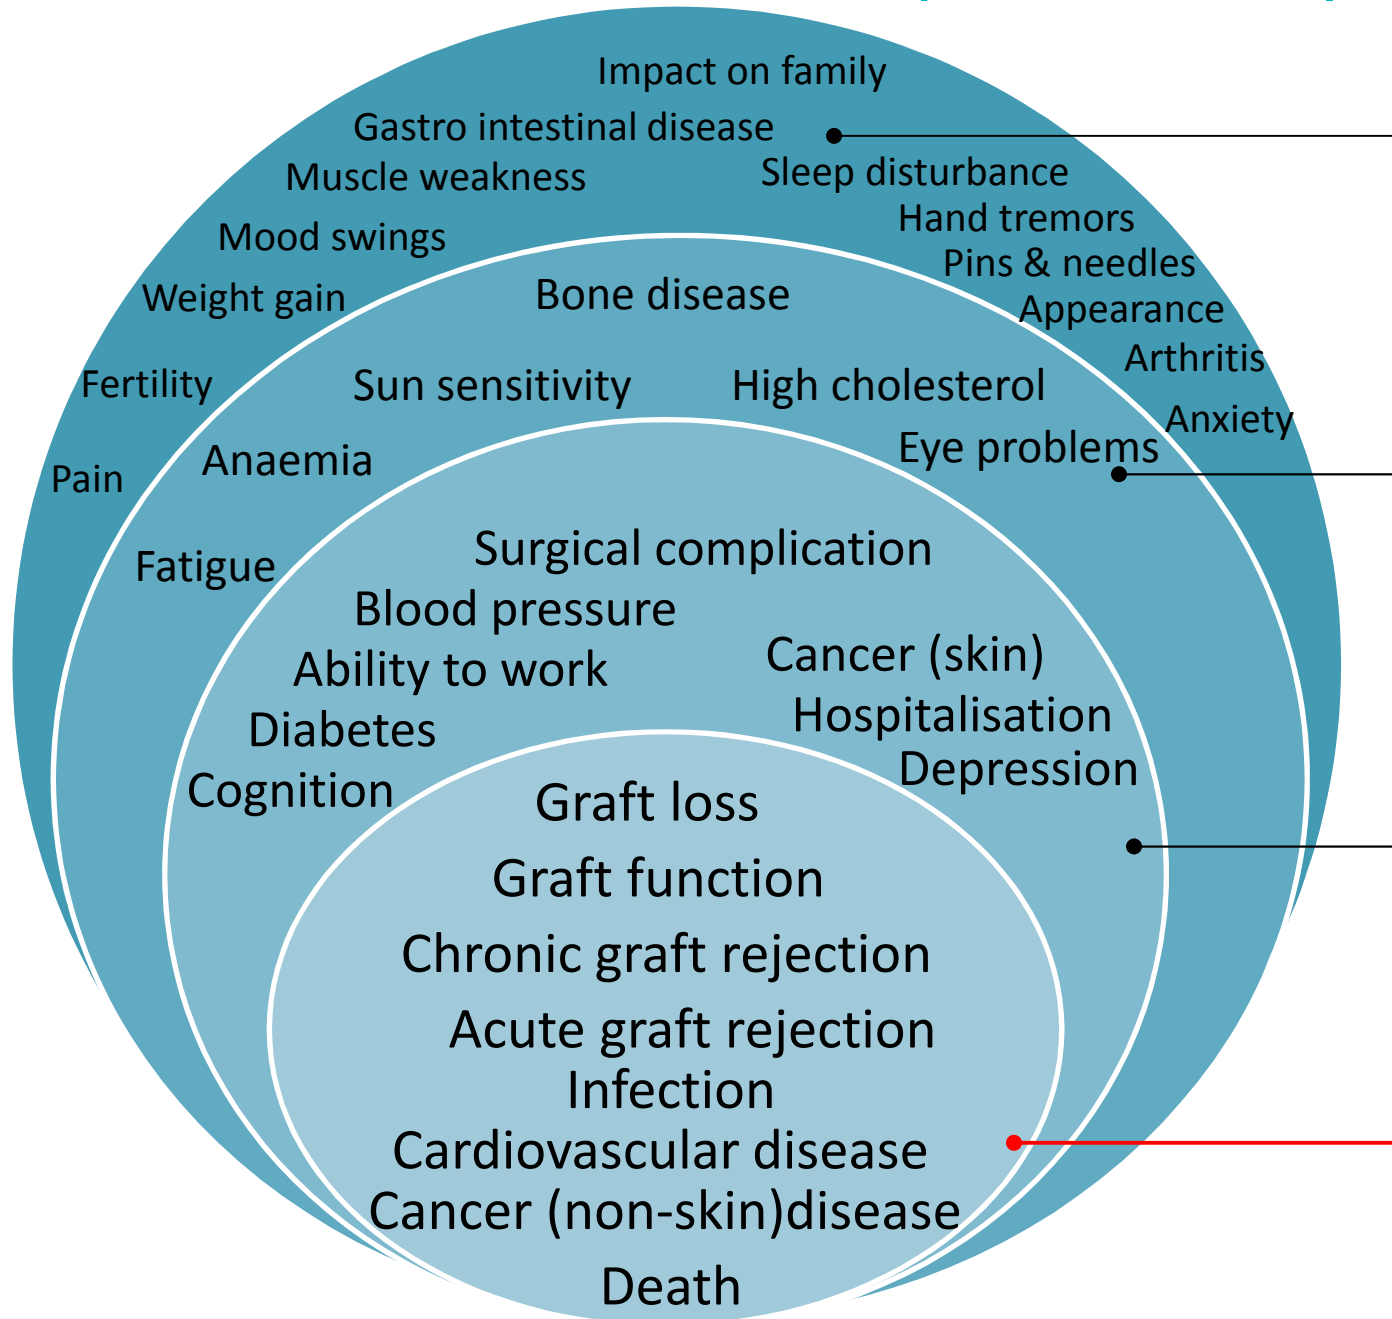 Impact on family
Gastro intestinal disease
Muscle weakness
Sleep disturbance
Mood swings
Hand tremors
Pins & needles
Weight gain
Bone disease
Appearance
Arthritis
Fertility
Sun sensitivity
High cholesterol
Anxiety
Anaemia
Eye problems
Pain
Fatigue
Surgical complication
Blood pressure
Ability to work
Cancer (skin)
Diabetes
Hospitalisation
Cognition
Depression
Graft loss
Graft function
Chronic graft rejection
Acute graft rejection
Infection
Cardiovascular disease
Cancer (non-skin)disease
Death